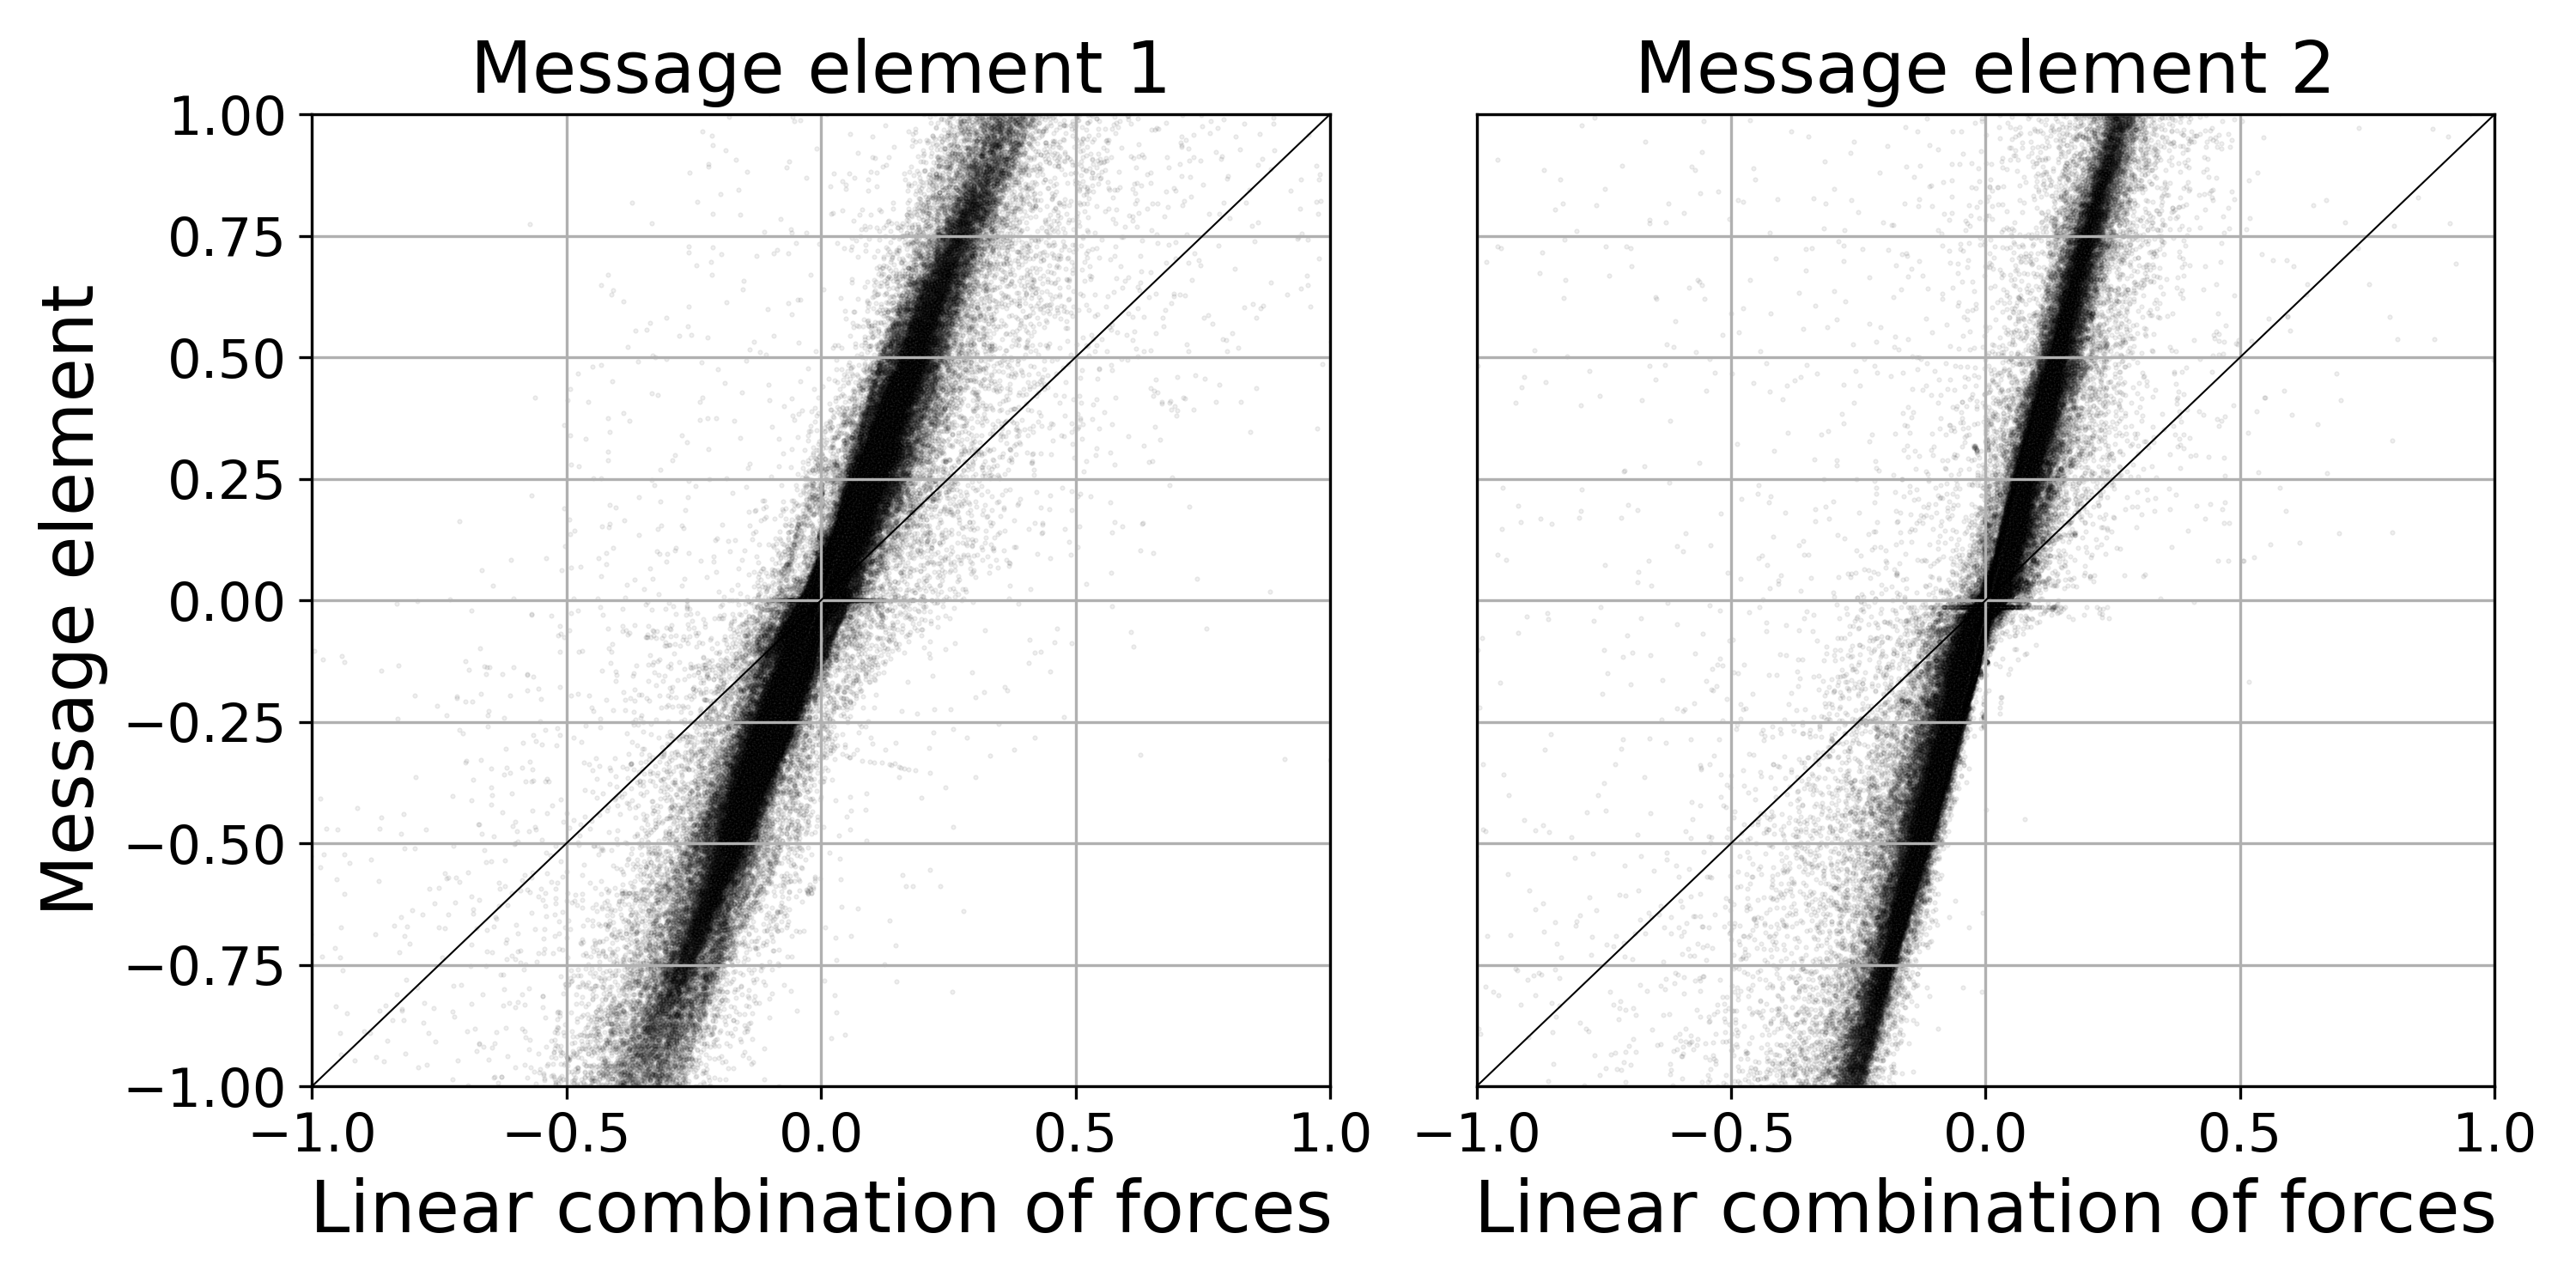 Message element 1
Message element 2
Message element
1.00
0.75
0.50
0.25
0.00
−0.25
−0.50
−0.75
−1.00
−1.0 −0.5 0.0 0.5 1.0
−1.0 −0.5 0.0 0.5 1.0
Linear combination of forces
Linear combination of forces